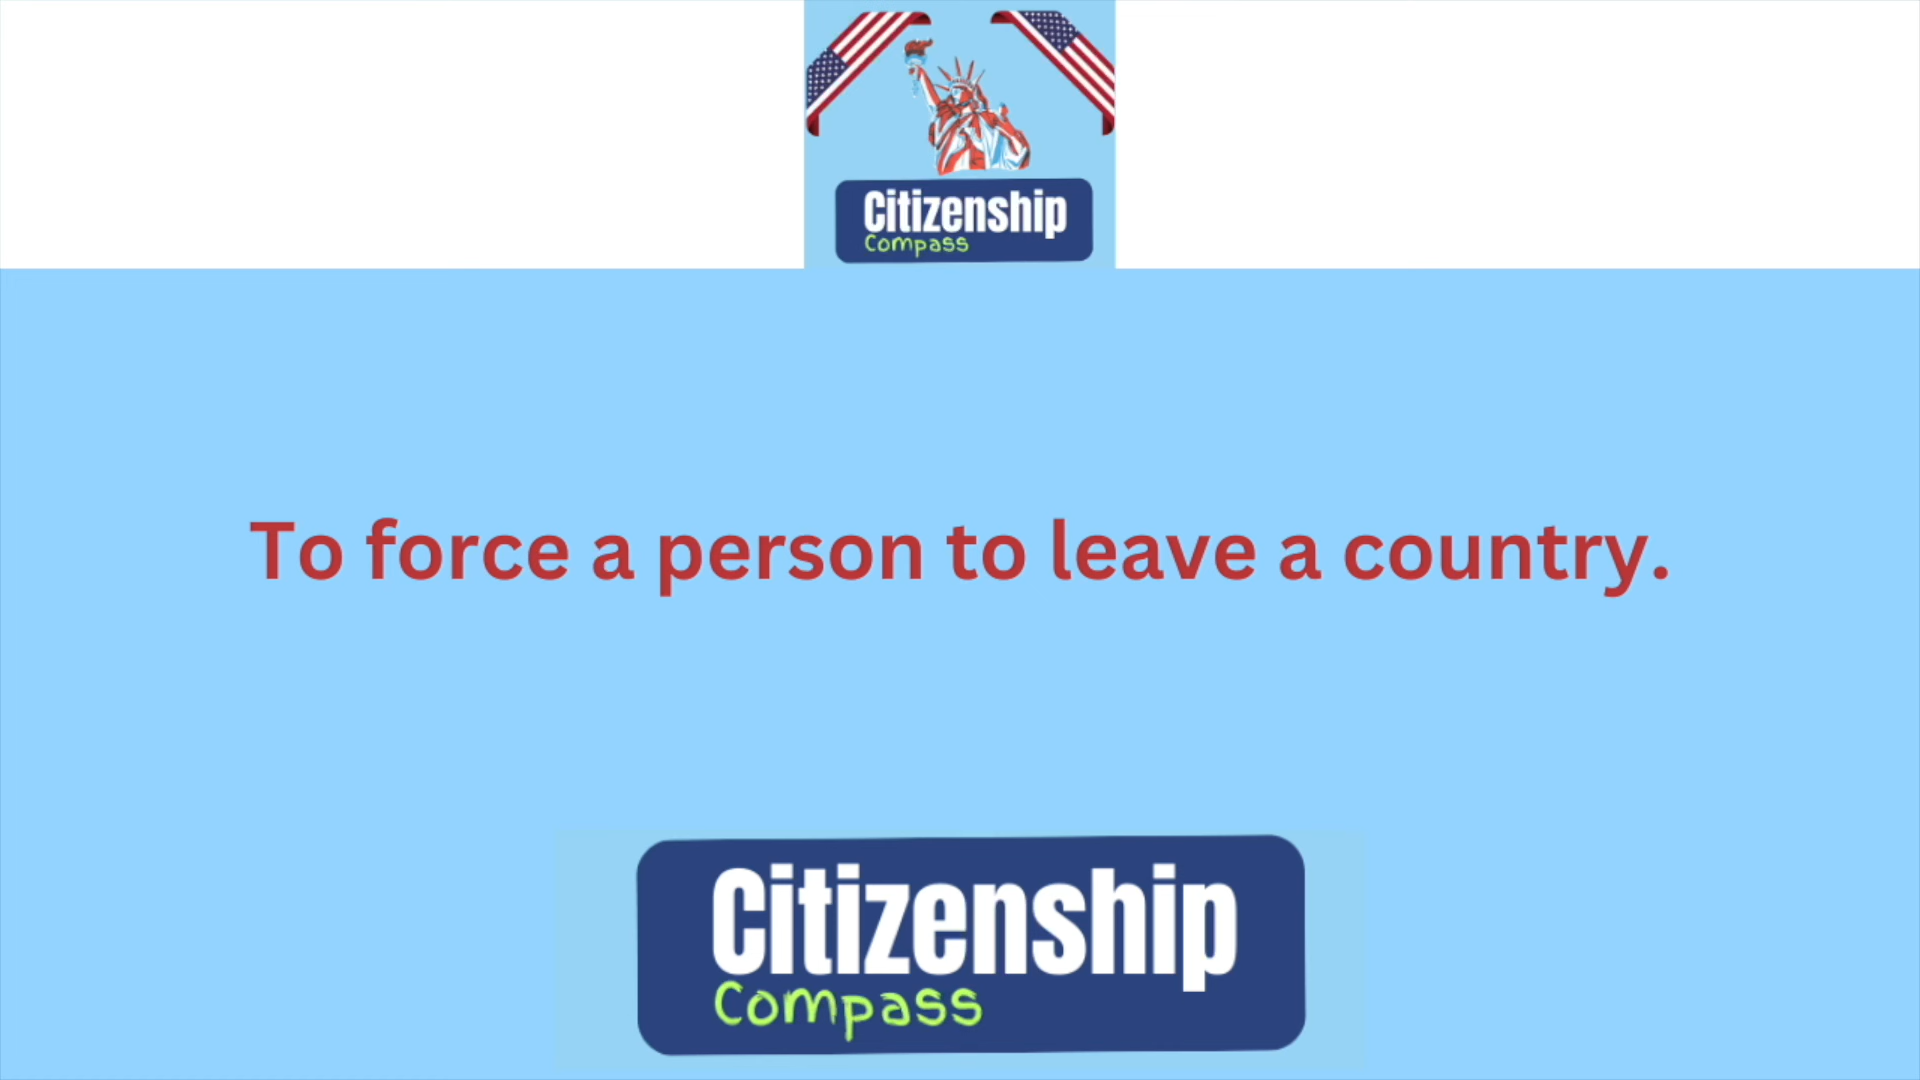 Citizenship
Compass
To force a person to leave a country.
Citizenship
Compass